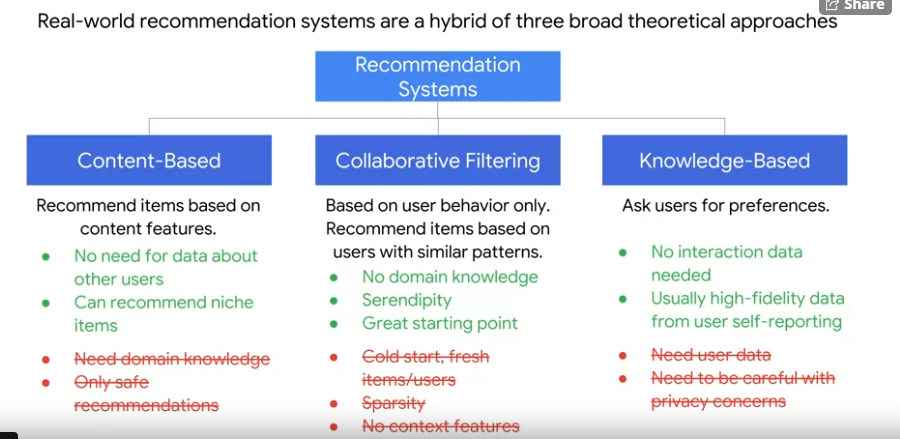 Share
Real-world recommendation systems are a hybrid of three broad theoretical approaches
Recommendation
Systems
Content-Based
Recommend items based on
content features.
No need for data about
other users
Can recommend niche
items
Need domain knowledge
Only safe
recommendations
Collaborative Filtering
Based on user behavior only.
Recommend items based on
users with similar patterns.
No domain knowledge
Serendipity
Great starting point
Cold start, fresh
items/users
Sparsity
No context features
Knowledge-Based
Ask users for preferences.
No interaction data
needed
Usually high-fidelity data
from user self-reporting
Need user data
Need to be careful with
privacy concerns